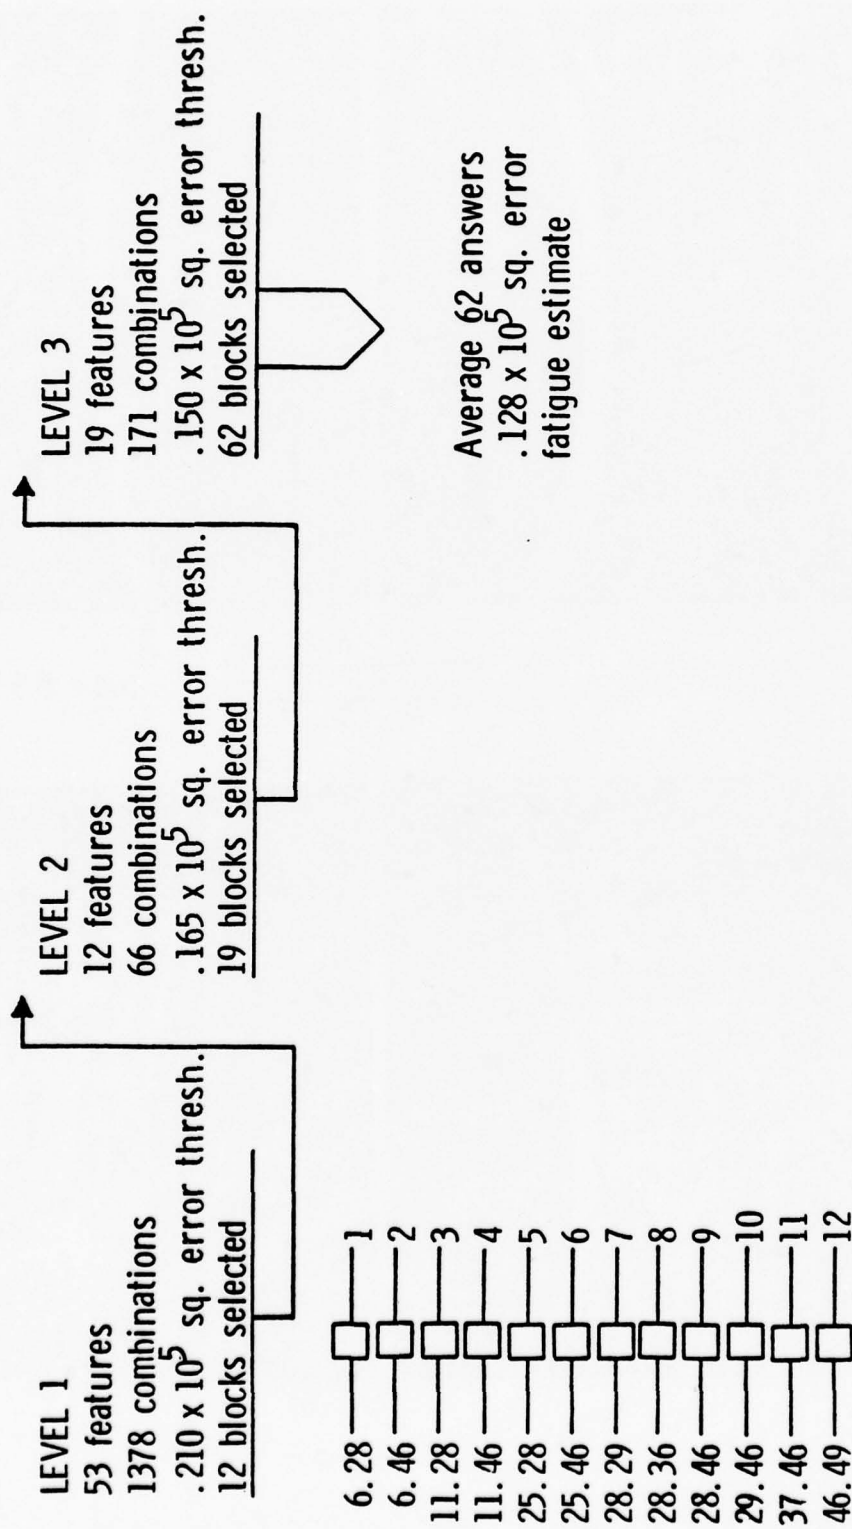 LEVEL 1
53 features
1378 combinations
.210 x 10⁵ sq. error thresh.
12 blocks selected
6.28 1
6.46 2
11.28 3
11.46 4
25.28 5
25.46 6
28.29 7
28.36 8
28.46 9
29.46 10
37.46 11
46.49 12
LEVEL 2
12 features
66 combinations
.165 x 10⁵ sq. error thresh.
19 blocks selected
LEVEL 3
19 features
171 combinations
.150 x 10⁵ sq. error thresh.
62 blocks selected
Average 62 answers
.128 x 10⁵ sq. error
fatigue estimate